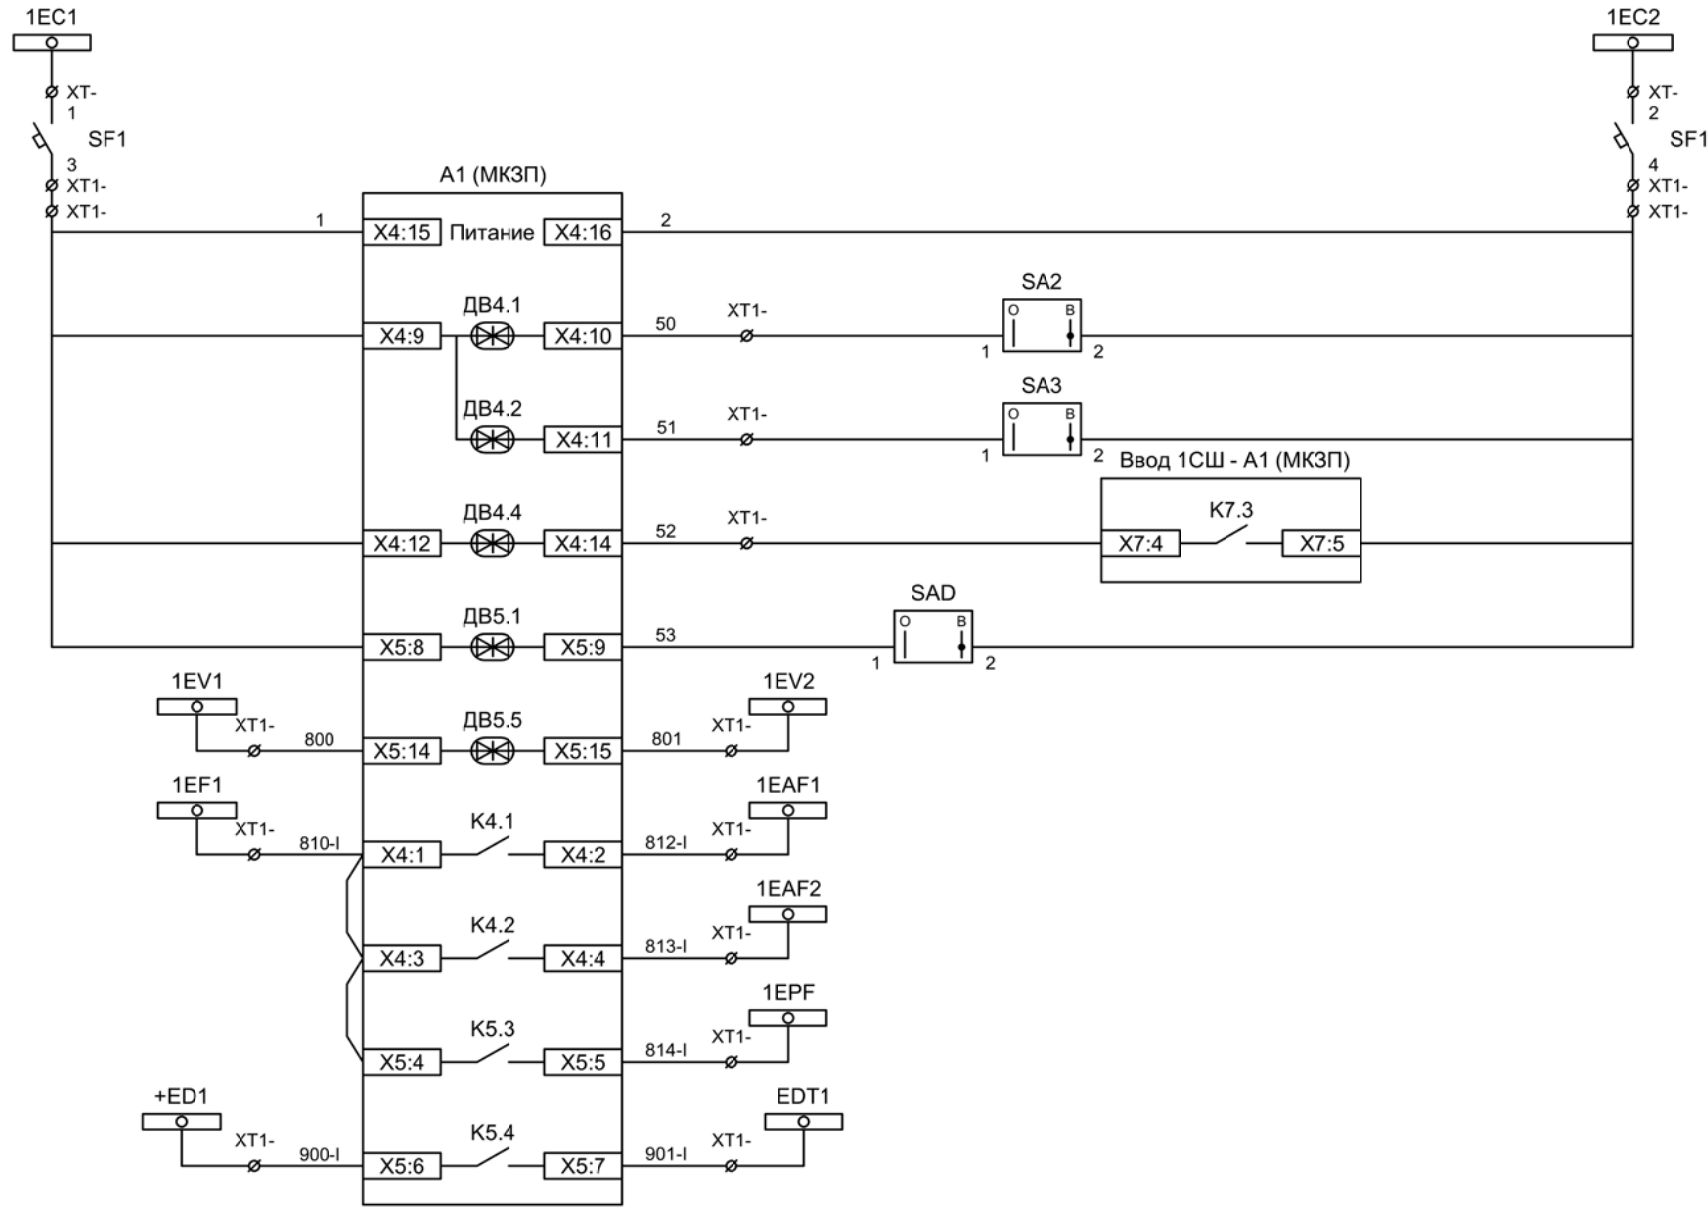 1EC1
1EC2
XT-
XT-
1
2
SF1
SF1
3
4
XT1-
XT1-
XT1-
XT1-
А1 (МКЗП)
1
X4:15
Питание
X4:16
2
ДВ4.1
X4:9
X4:10
50
XT1-
SA2
О
В
1
2
ДВ4.2
X4:11
51
XT1-
SA3
О
В
1
2
Ввод 1СШ - А1 (МКЗП)
ДВ4.4
X4:12
X4:14
52
XT1-
K7.3
X7:4
X7:5
ДВ5.1
X5:8
X5:9
53
SAD
О
В
1
2
1EV1
1EV2
XT1-
800
ДВ5.5
X5:14
X5:15
801
XT1-
1EF1
1EAF1
XT1-
810-I
K4.1
X4:1
X4:2
812-I
XT1-
1EAF2
K4.2
X4:3
X4:4
813-I
XT1-
1EPF
K5.3
X5:4
X5:5
814-I
XT1-
+ED1
EDT1
XT1-
900-I
K5.4
X5:6
X5:7
901-I
XT1-